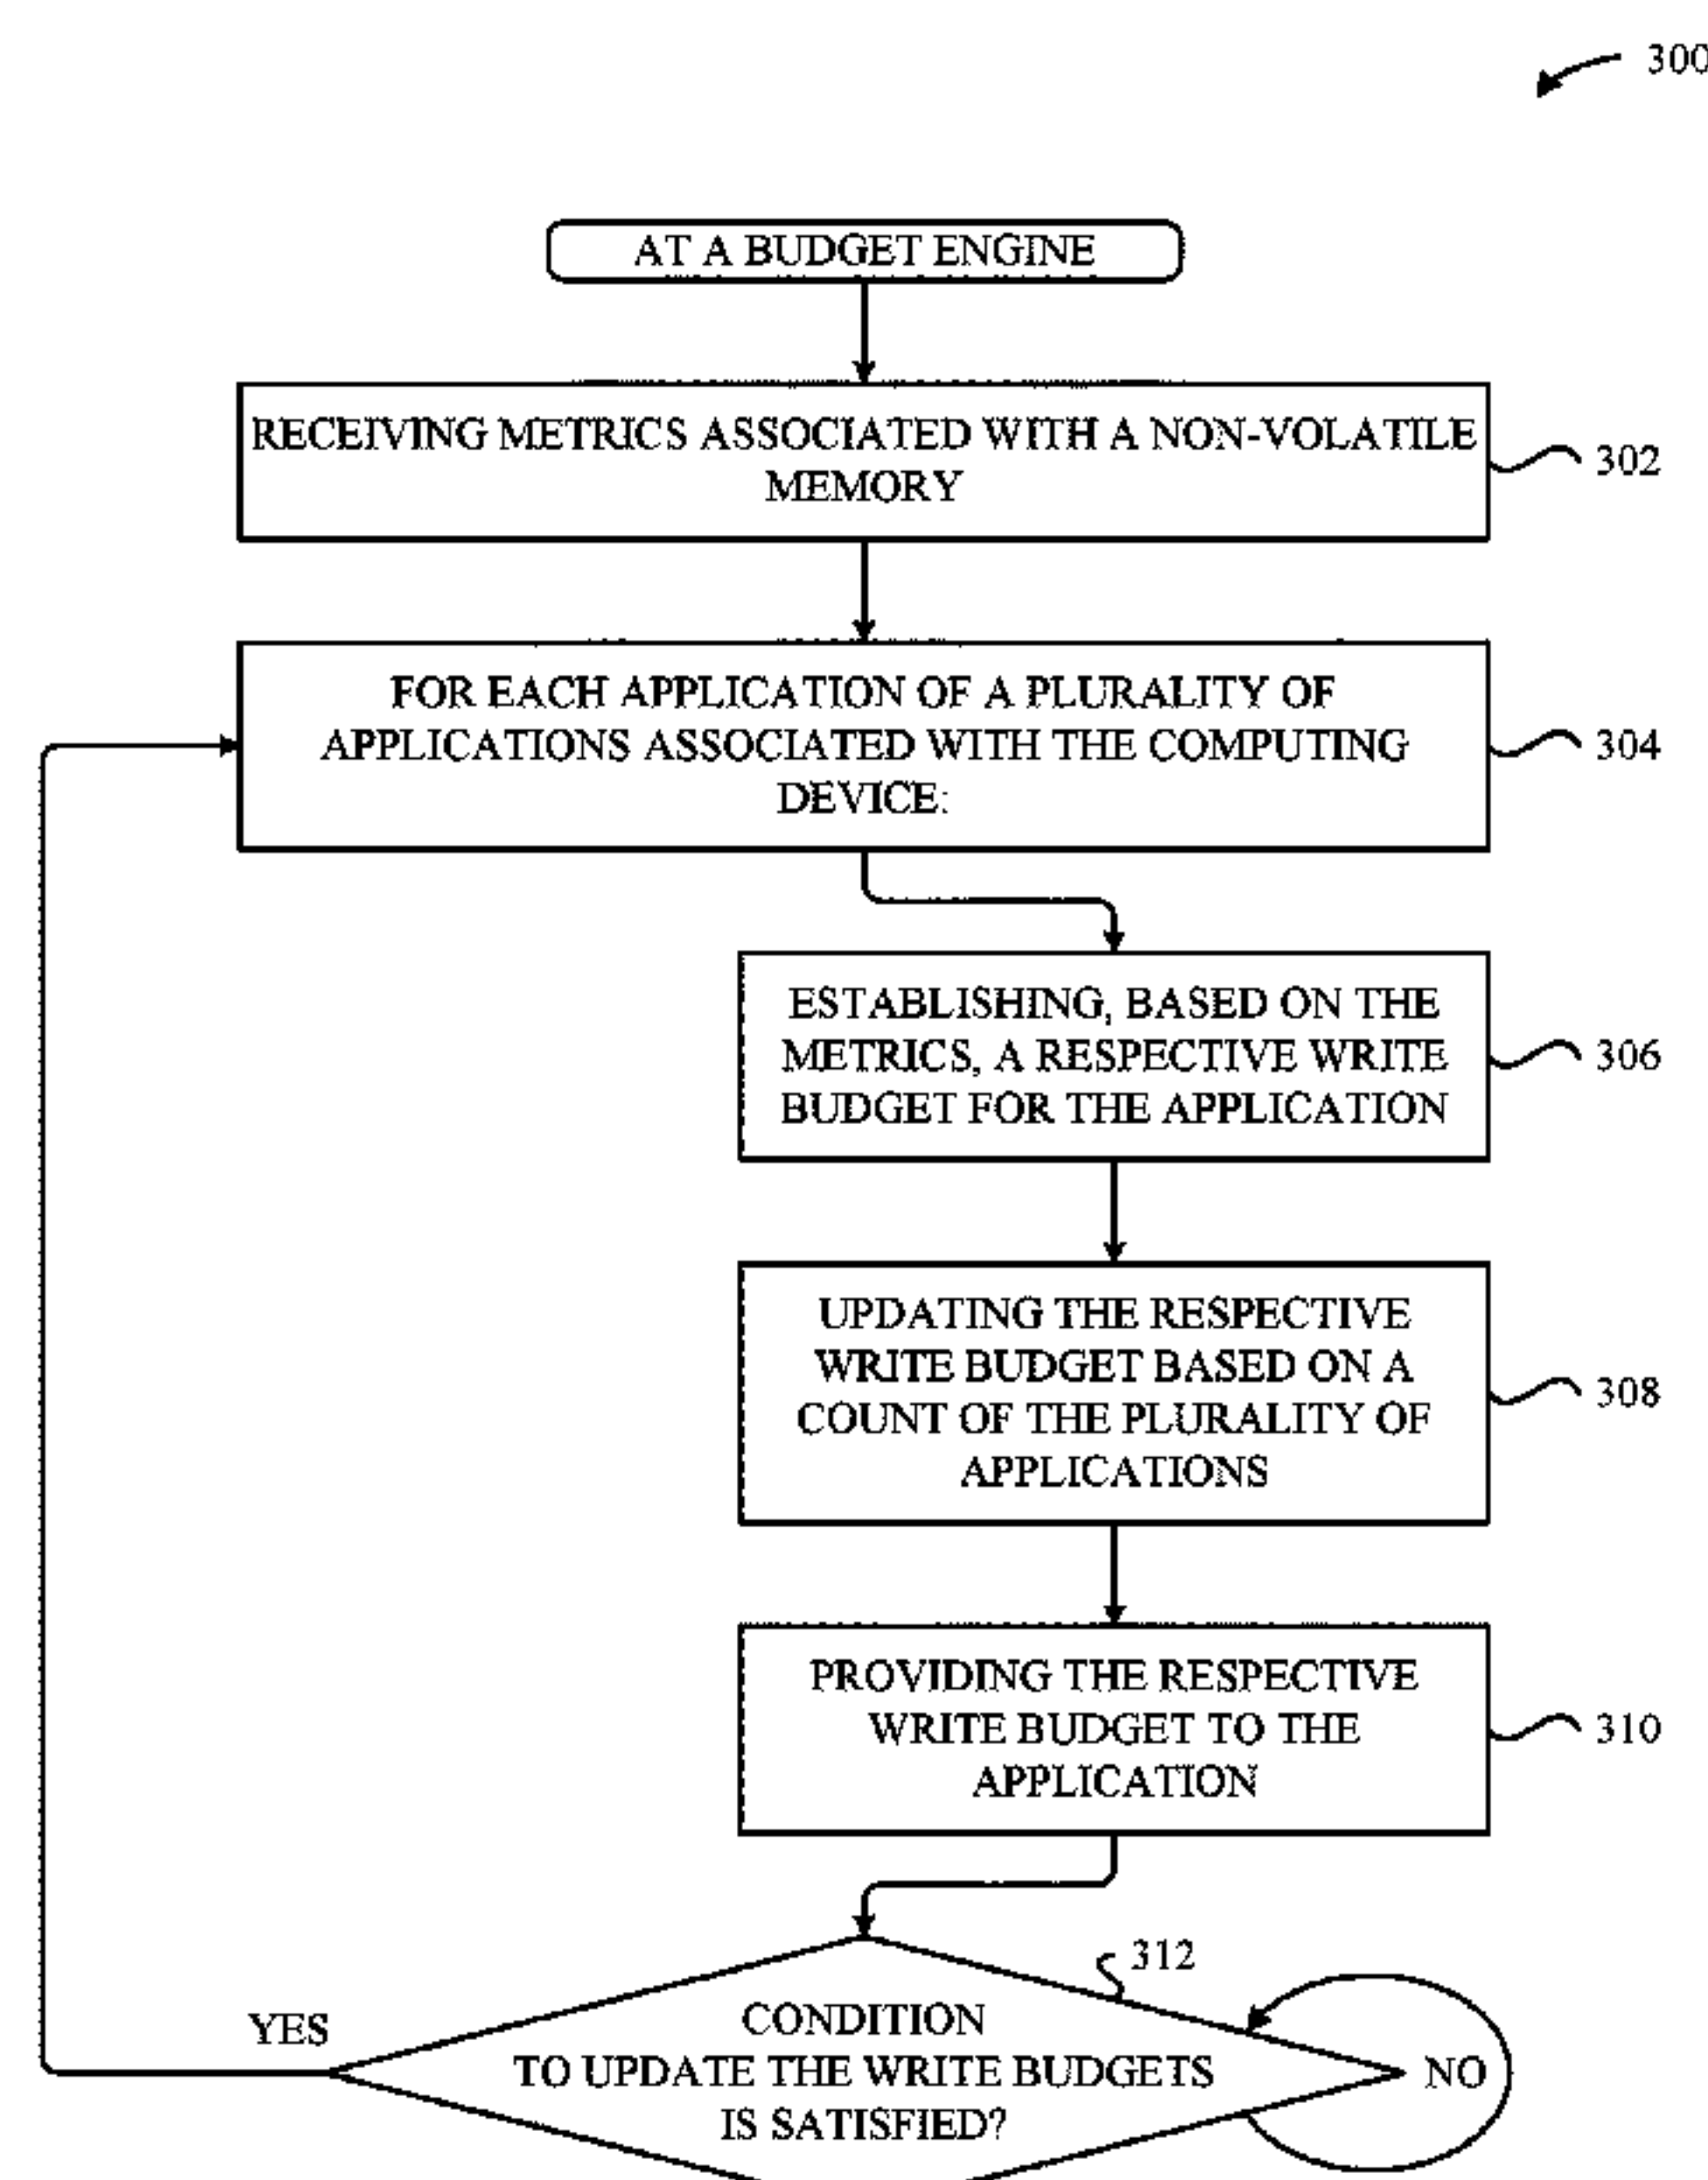 300
AT A BUDGET ENGINE
RECEIVING METRICS ASSOCIATED WITH A NON-VOLATILE
MEMORY
302
FOR EACH APPLICATION OF A PLURALITY OF
APPLICATIONS ASSOCIATED WITH THE COMPUTING
DEVICE:
304
ESTABLISHING, BASED ON THE
METRICS, A RESPECTIVE WRITE
BUDGET FOR THE APPLICATION
306
UPDATING THE RESPECTIVE
WRITE BUDGET BASED ON A
COUNT OF THE PLURALITY OF
APPLICATIONS
308
PROVIDING THE RESPECTIVE
WRITE BUDGET TO THE
APPLICATION
310
312
YES
CONDITION
TO UPDATE THE WRITE BUDGETS
IS SATISFIED?
NO